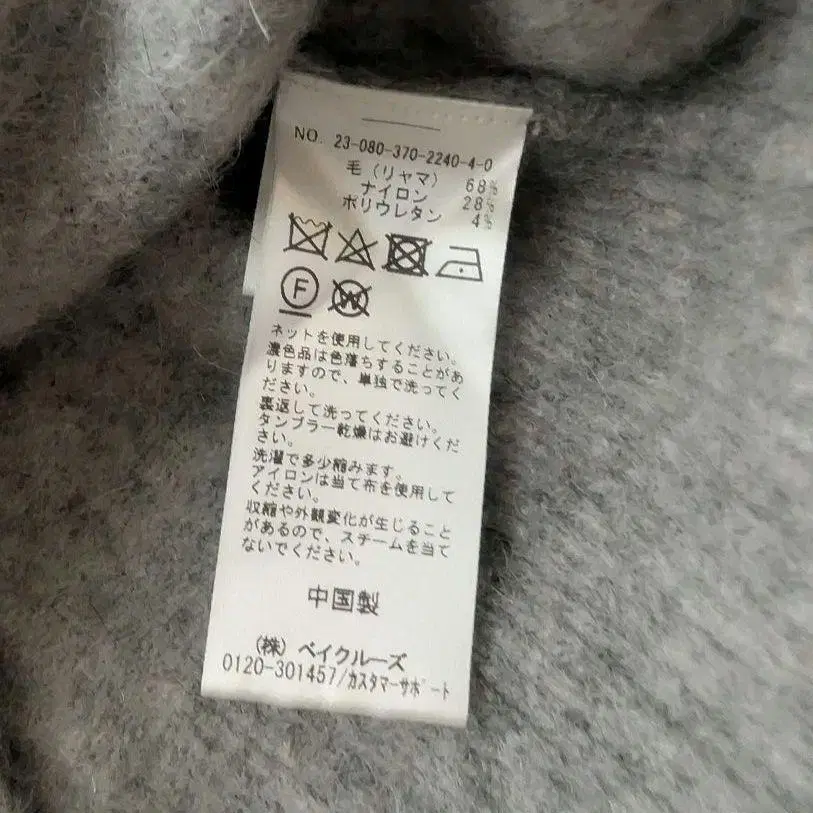 NO. 23-080-370-2240-4-0
毛（リヤマ） 68%
ナイロン 28%
ポリウレタン 4%
F W
ネットを使用してください。
濃色品は色落ちすることがあ
りますので、単独で洗ってく
ださい。
裏返して洗ってください。
タンブラー乾燥はお避けくだ
さい。
洗濯で多少縮みます。
アイロンは当て布を使用して
ください。
収縮や外観変化が生じること
があるので、スチームを当て
ないでください。
中国製
（株）ベイクルーズ
0120-301457/カスタマーサポート